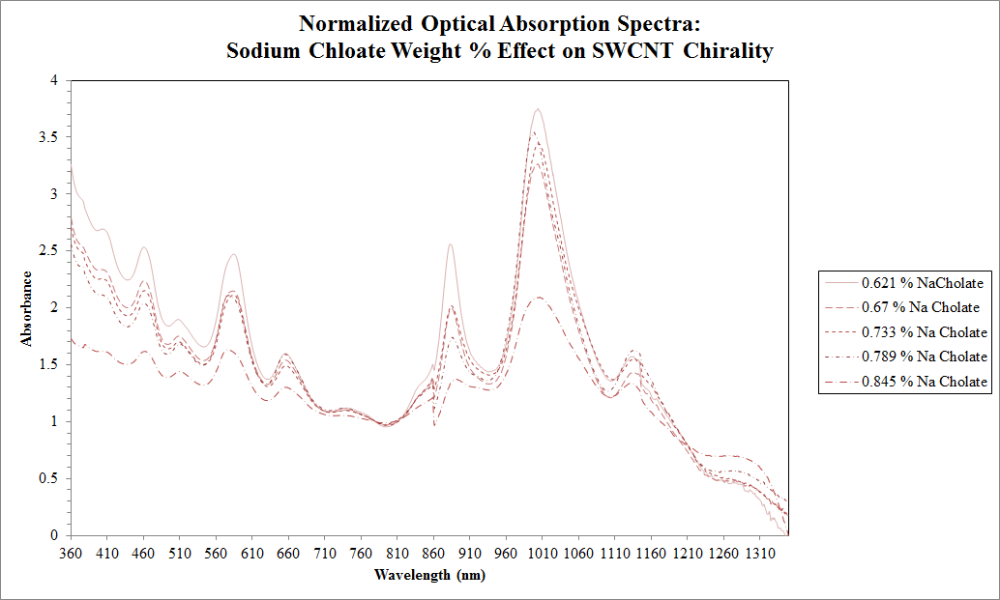 Normalized Optical Absorption Spectra:
Sodium Chloate Weight % Effect on SWCNT Chirality
4
3.5
3
2.5
2
1.5
1
0.5
0
Absorbance
360 410 460 510 560 610 660 710 760 810 860 910 960 1010 1060 1110 1160 1210 1260 1310
Wavelength (nm)
0.621 % NaCholate
0.67 % Na Cholate
0.733 % Na Cholate
0.789 % Na Cholate
0.845 % Na Cholate